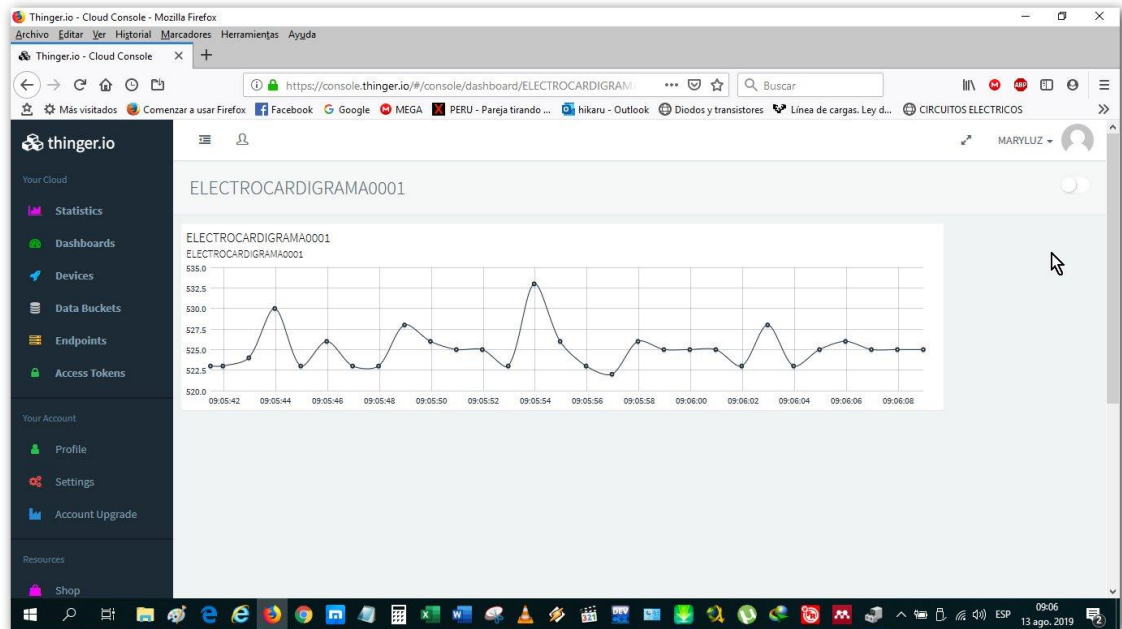 Thinger.io - Cloud Console - Mozilla Firefox
Archivo Editar Ver Historial Marcadores Herramientas Ayuda
Thinger.io - Cloud Console
https://console.thinger.io/#/console/dashboard/ELECTROCARDIGRAM
Buscar
ABP
Más visitados Comenzar a usar Firefox Facebook Google MEGA PERU - Pareja tirando ... hikaru - Outlook Diodos y transistores Línea de cargas. Ley d... CIRCUITOS ELECTRICOS
thinger.io
MARYLUZ
Your Cloud
Statistics
Dashboards
Devices
Data Buckets
Endpoints
Access Tokens
Your Account
Profile
Settings
Account Upgrade
Resources
Shop
ELECTROCARDIGRAMA0001
ELECTROCARDIGRAMA0001
ELECTROCARDIGRAMA0001
535.0
532.5
530.0
527.5
525.0
522.5
520.0
09:05:42 09:05:44 09:05:46 09:05:48 09:05:50 09:05:52 09:05:54 09:05:56 09:05:58 09:06:00 09:06:02 09:06:04 09:06:06 09:06:08
ESP
09:06
13 ago. 2019
2